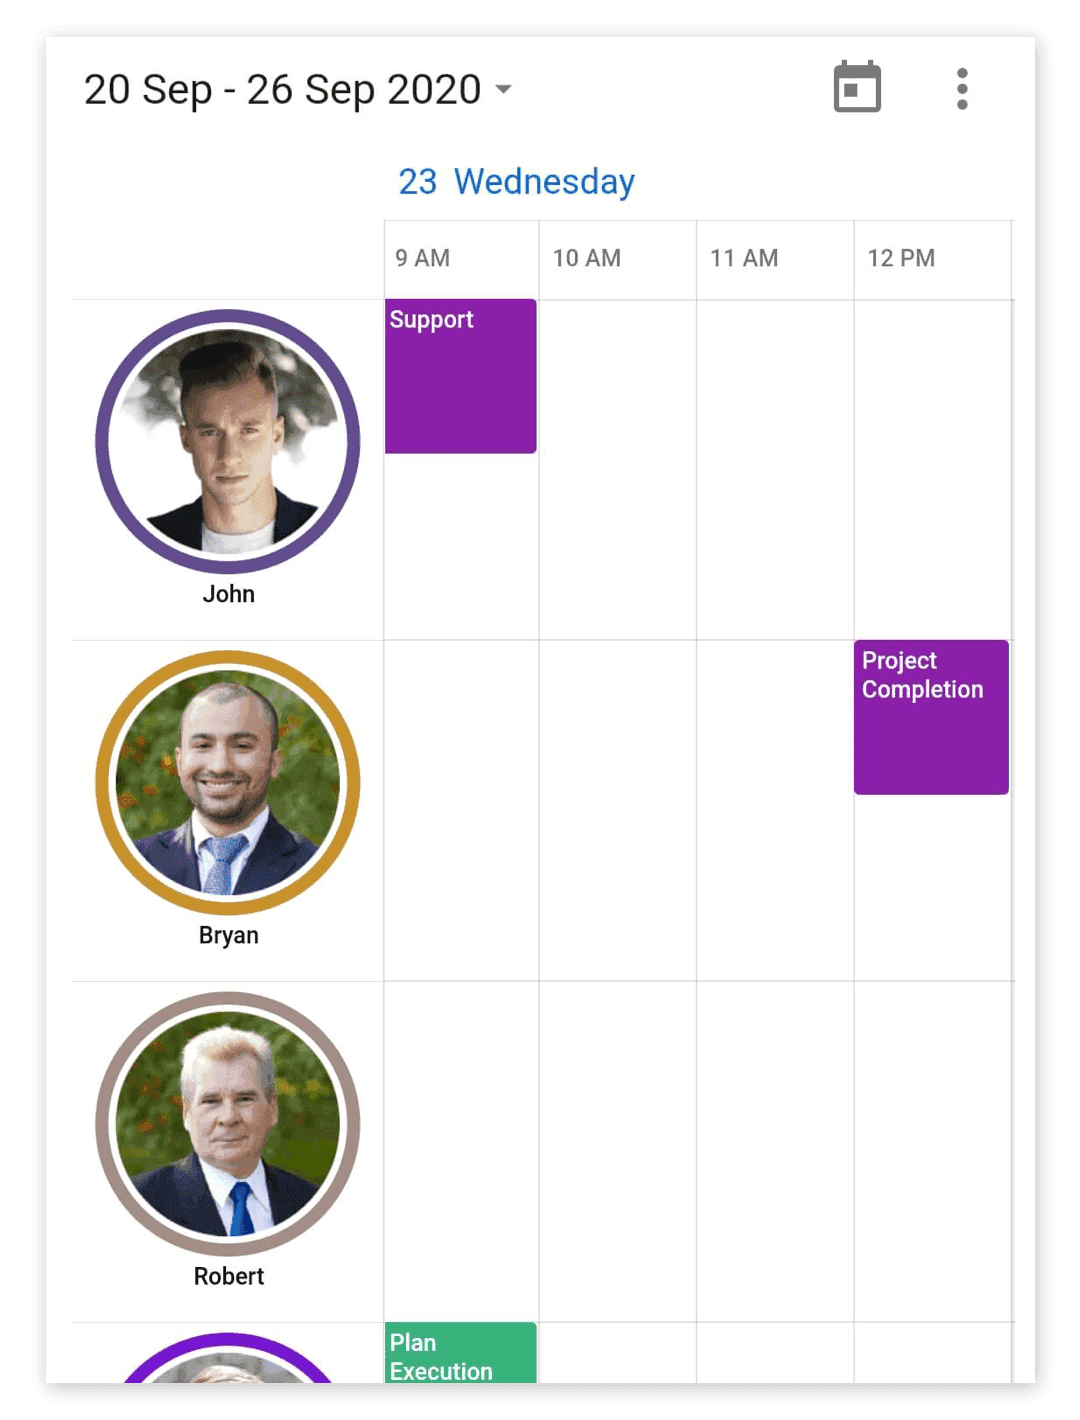 20 Sep - 26 Sep 2020
23 Wednesday
9 AM 10 AM 11 AM 12 PM
Support
John
Project
Completion
Bryan
Robert
Plan
Execution